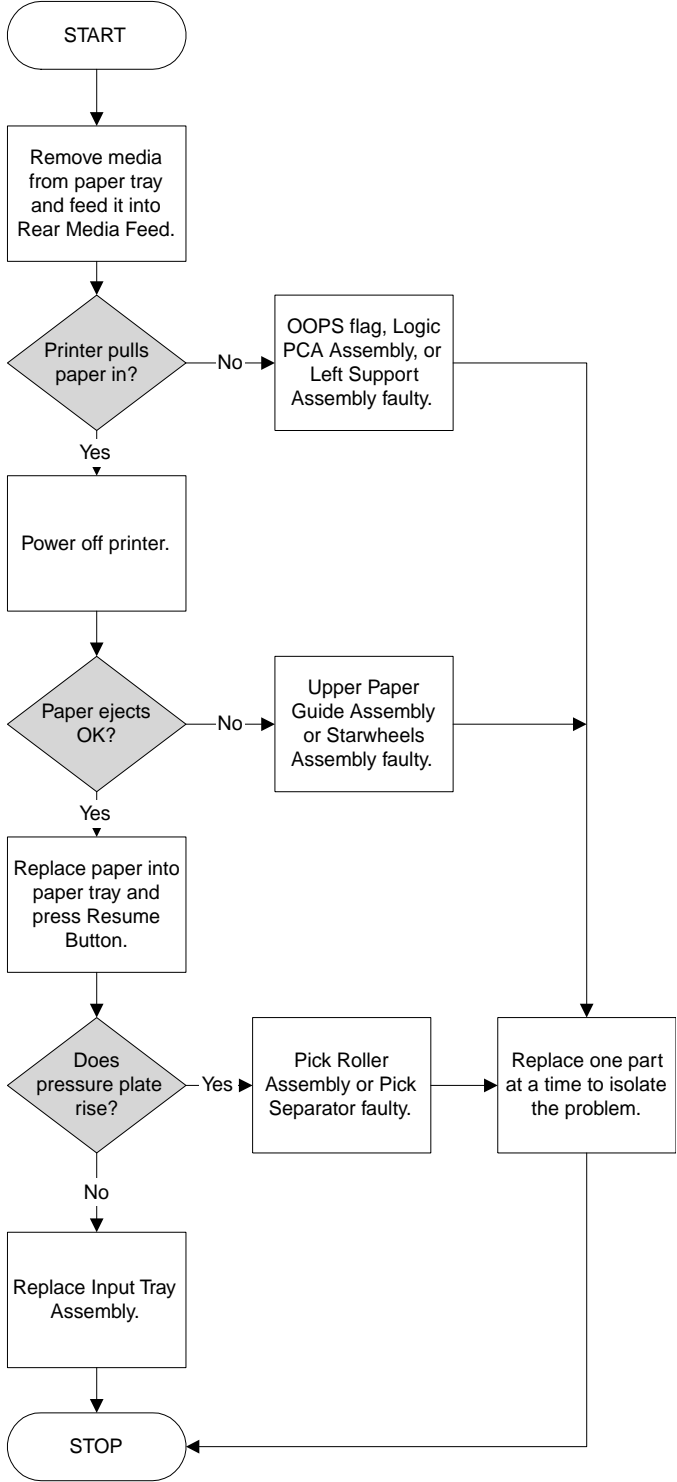 START
Remove media
from paper tray
and feed it into
Rear Media Feed.
Printer pulls
paper in?
No
OOPS flag, Logic
PCA Assembly, or
Left Support
Assembly faulty.
Yes
Power off printer.
Paper ejects
OK?
No
Upper Paper
Guide Assembly
or Starwheels
Assembly faulty.
Yes
Replace paper into
paper tray and
press Resume
Button.
Does
pressure plate
rise?
Yes
Pick Roller
Assembly or Pick
Separator faulty.
Replace one part
at a time to isolate
the problem.
No
Replace Input Tray
Assembly.
STOP